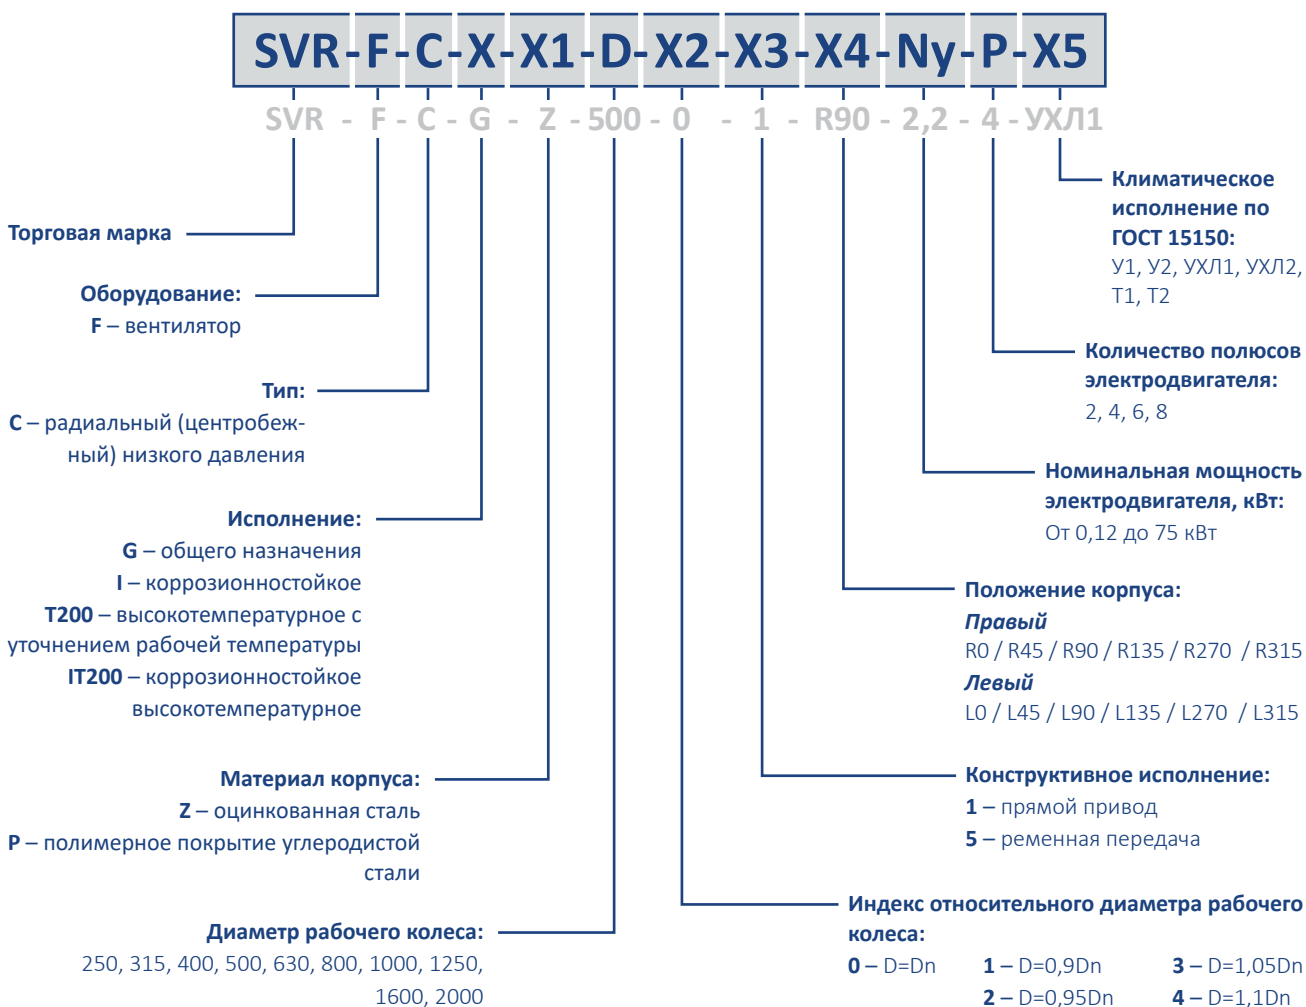 SVR-F-C-X-X1-D-X2-X3-X4-Ny-P-X5
SVR - F - C - G - Z - 500 - 0 - 1 - R90 - 2,2 - 4 - УХЛ1
Торговая марка
Оборудование:
F – вентилятор
Тип:
C – радиальный (центробеж-
ный) низкого давления
Исполнение:
G – общего назначения
I – коррозионностойкое
T200 – высокотемпературное с
уточнением рабочей температуры
IT200 – коррозионностойкое
высокотемпературное
Материал корпуса:
Z – оцинкованная сталь
P – полимерное покрытие углеродистой
стали
Диаметр рабочего колеса:
250, 315, 400, 500, 630, 800, 1000, 1250,
1600, 2000
Климатическое
исполнение по
ГОСТ 15150:
У1, У2, УХЛ1, УХЛ2,
Т1, Т2
Количество полюсов
электродвигателя:
2, 4, 6, 8
Номинальная мощность
электродвигателя, кВт:
От 0,12 до 75 кВт
Положение корпуса:
Правый
R0 / R45 / R90 / R135 / R270 / R315
Левый
L0 / L45 / L90 / L135 / L270 / L315
Конструктивное исполнение:
1 – прямой привод
5 – ременная передача
Индекс относительного диаметра рабочего
колеса:
0 – D=Dn 1 – D=0,9Dn 3 – D=1,05Dn
2 – D=0,95Dn 4 – D=1,1Dn